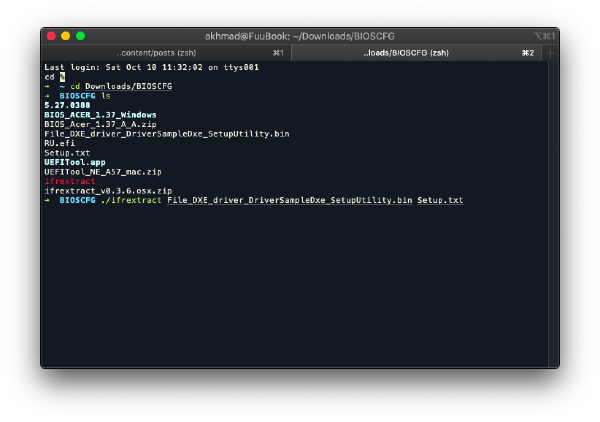 akhmad@FuuBook: ~/Downloads/BIOSCFG
⌥⌘1
..content/posts (zsh) ⌘1 ..loads/BIOSCFG (zsh) ⌘2 +
Last login: Sat Oct 10 11:32:02 on ttys001
cd %
➜ ~ cd Downloads/BIOSCFG
➜ BIOSCFG ls
5.27.0388
BIOS_ACER_1.37_Windows
BIOS_Acer_1.37_A_A.zip
File_DXE_driver_DriverSampleDxe_SetupUtility.bin
RU.efi
Setup.txt
UEFITool.app
UEFITool_NE_A57_mac.zip
ifrextract
ifrextract_v0.3.6.osx.zip
➜ BIOSCFG ./ifrextract File_DXE_driver_DriverSampleDxe_SetupUtility.bin Setup.txt